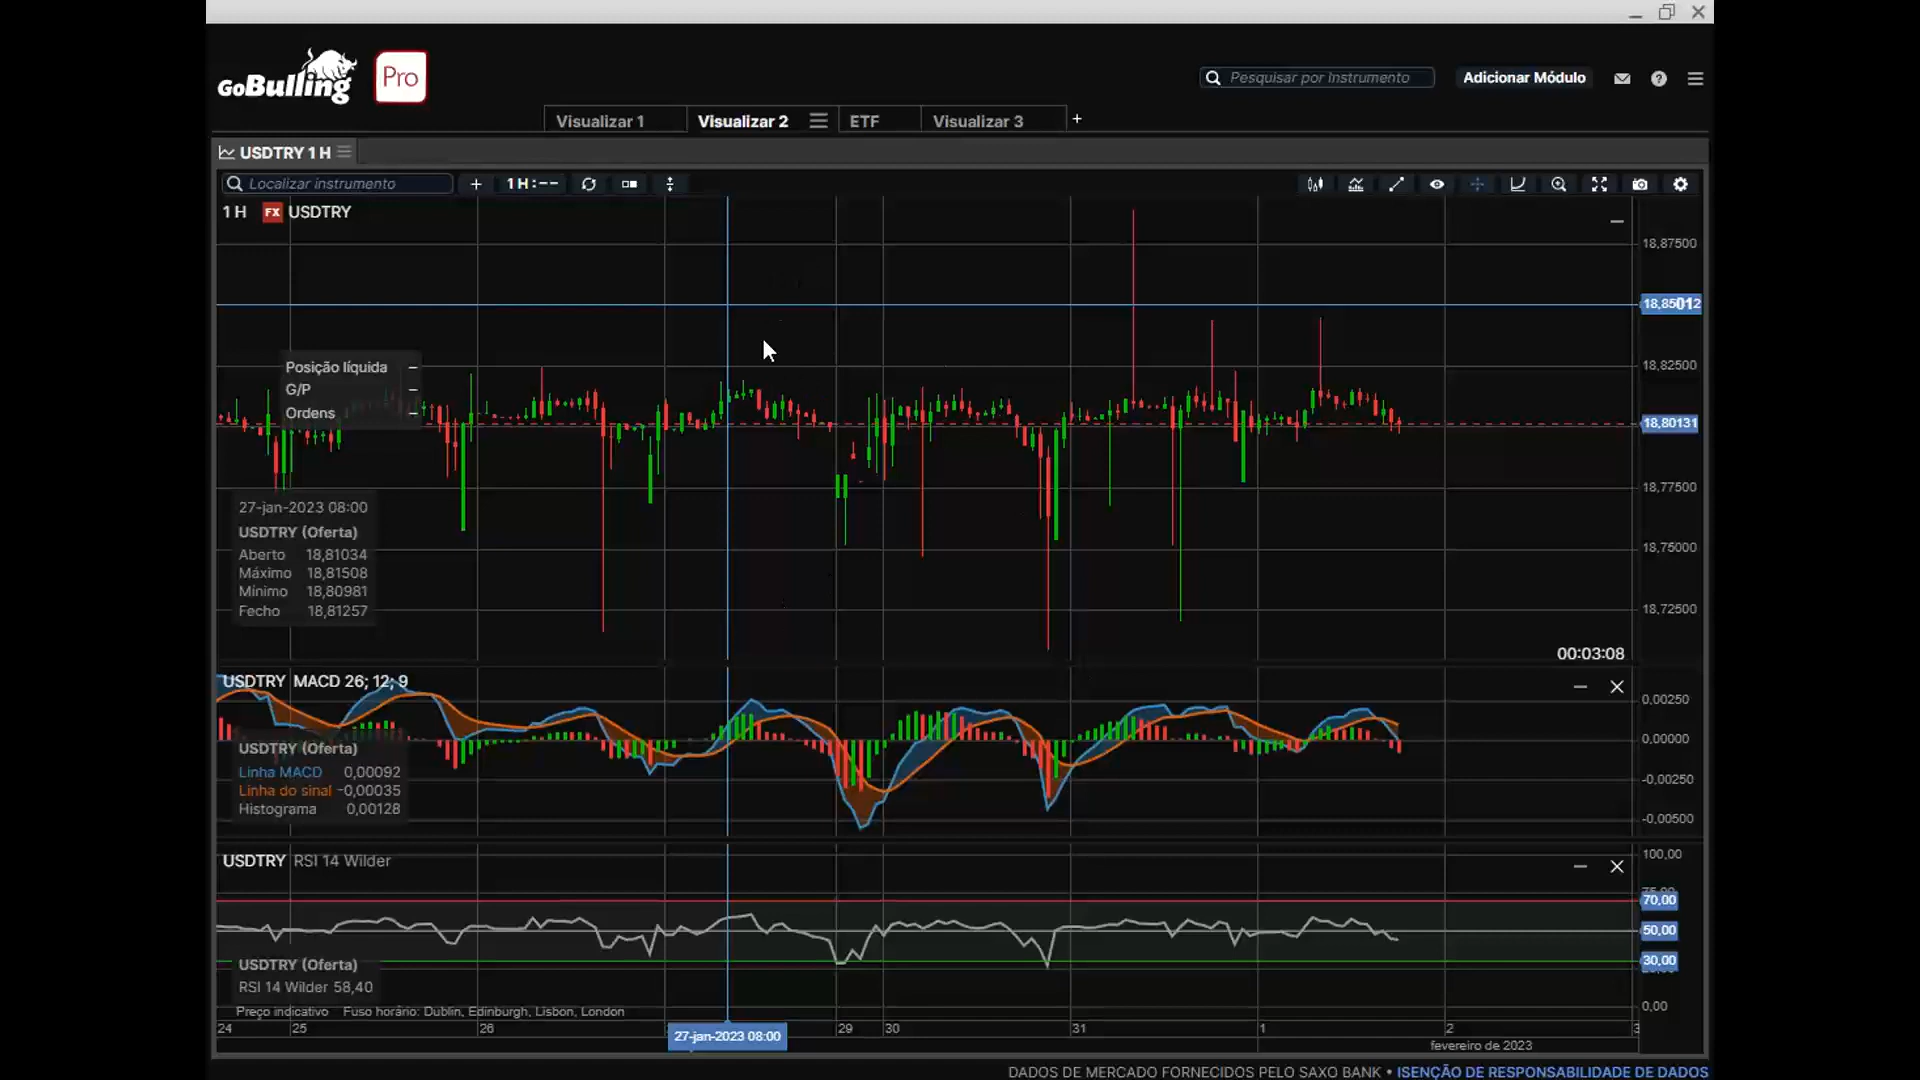 GoBulling Pro
Pesquisar por Instrumento
Adicionar Módulo
Visualizar 1
Visualizar 2
ETF
Visualizar 3
+
USDTRY 1 H
Localizar instrumento
+
1 H : --
1 H FX USDTRY
18,87500
18,85012
18,82500
18,80131
18,77500
18,75000
18,72500
Posição líquida –
G/P –
Ordens –
27-jan-2023 08:00
USDTRY (Oferta)
Aberto 18,81034
Máximo 18,81508
Mínimo 18,80981
Fecho 18,81257
00:03:08
USDTRY MACD 26; 12; 9
0,00250
0,00000
-0,00250
-0,00500
USDTRY (Oferta)
Linha MACD 0,00092
Linha do sinal -0,00035
Histograma 0,00128
USDTRY RSI 14 Wilder
100,00
70,00
50,00
30,00
0,00
USDTRY (Oferta)
RSI 14 Wilder 58,40
Preço indicativo Fuso horário: Dublin, Edinburgh, Lisbon, London
24 25 26 27-jan-2023 08:00 29 30 31 1 2 3
fevereiro de 2023
DADOS DE MERCADO FORNECIDOS PELO SAXO BANK • ISENÇÃO DE RESPONSABILIDADE DE DADOS